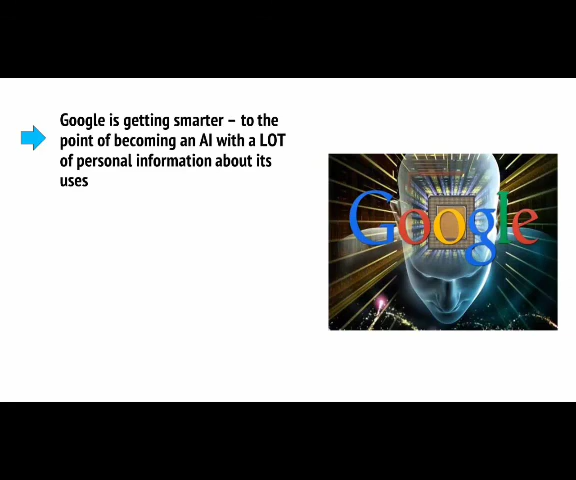 Google is getting smarter – to the
point of becoming an AI with a LOT
of personal information about its
uses
Google